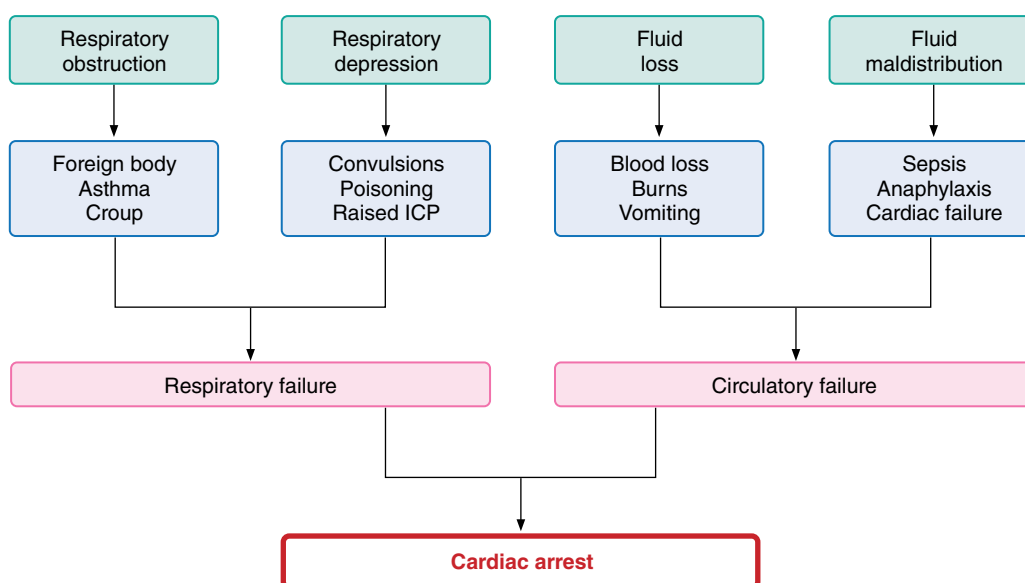 Respiratory
obstruction
Respiratory
depression
Fluid
loss
Fluid
maldistribution
Foreign body
Asthma
Croup
Convulsions
Poisoning
Raised ICP
Blood loss
Burns
Vomiting
Sepsis
Anaphylaxis
Cardiac failure
Respiratory failure
Circulatory failure
Cardiac arrest